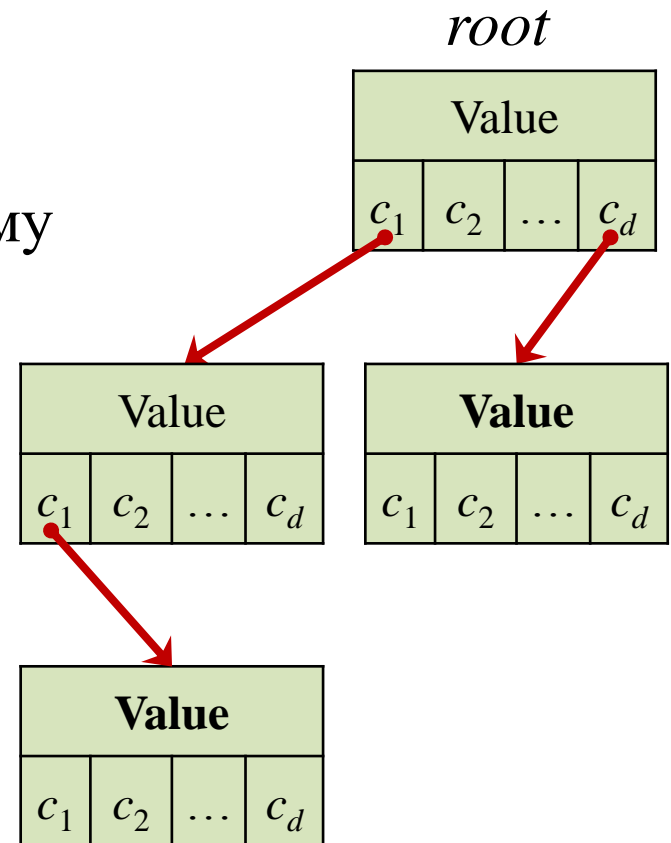 root
Value
му
c1 c2 … cd
Value
Value
c1 c2 … cd
c1 c2 … cd
Value
c1 c2 … cd